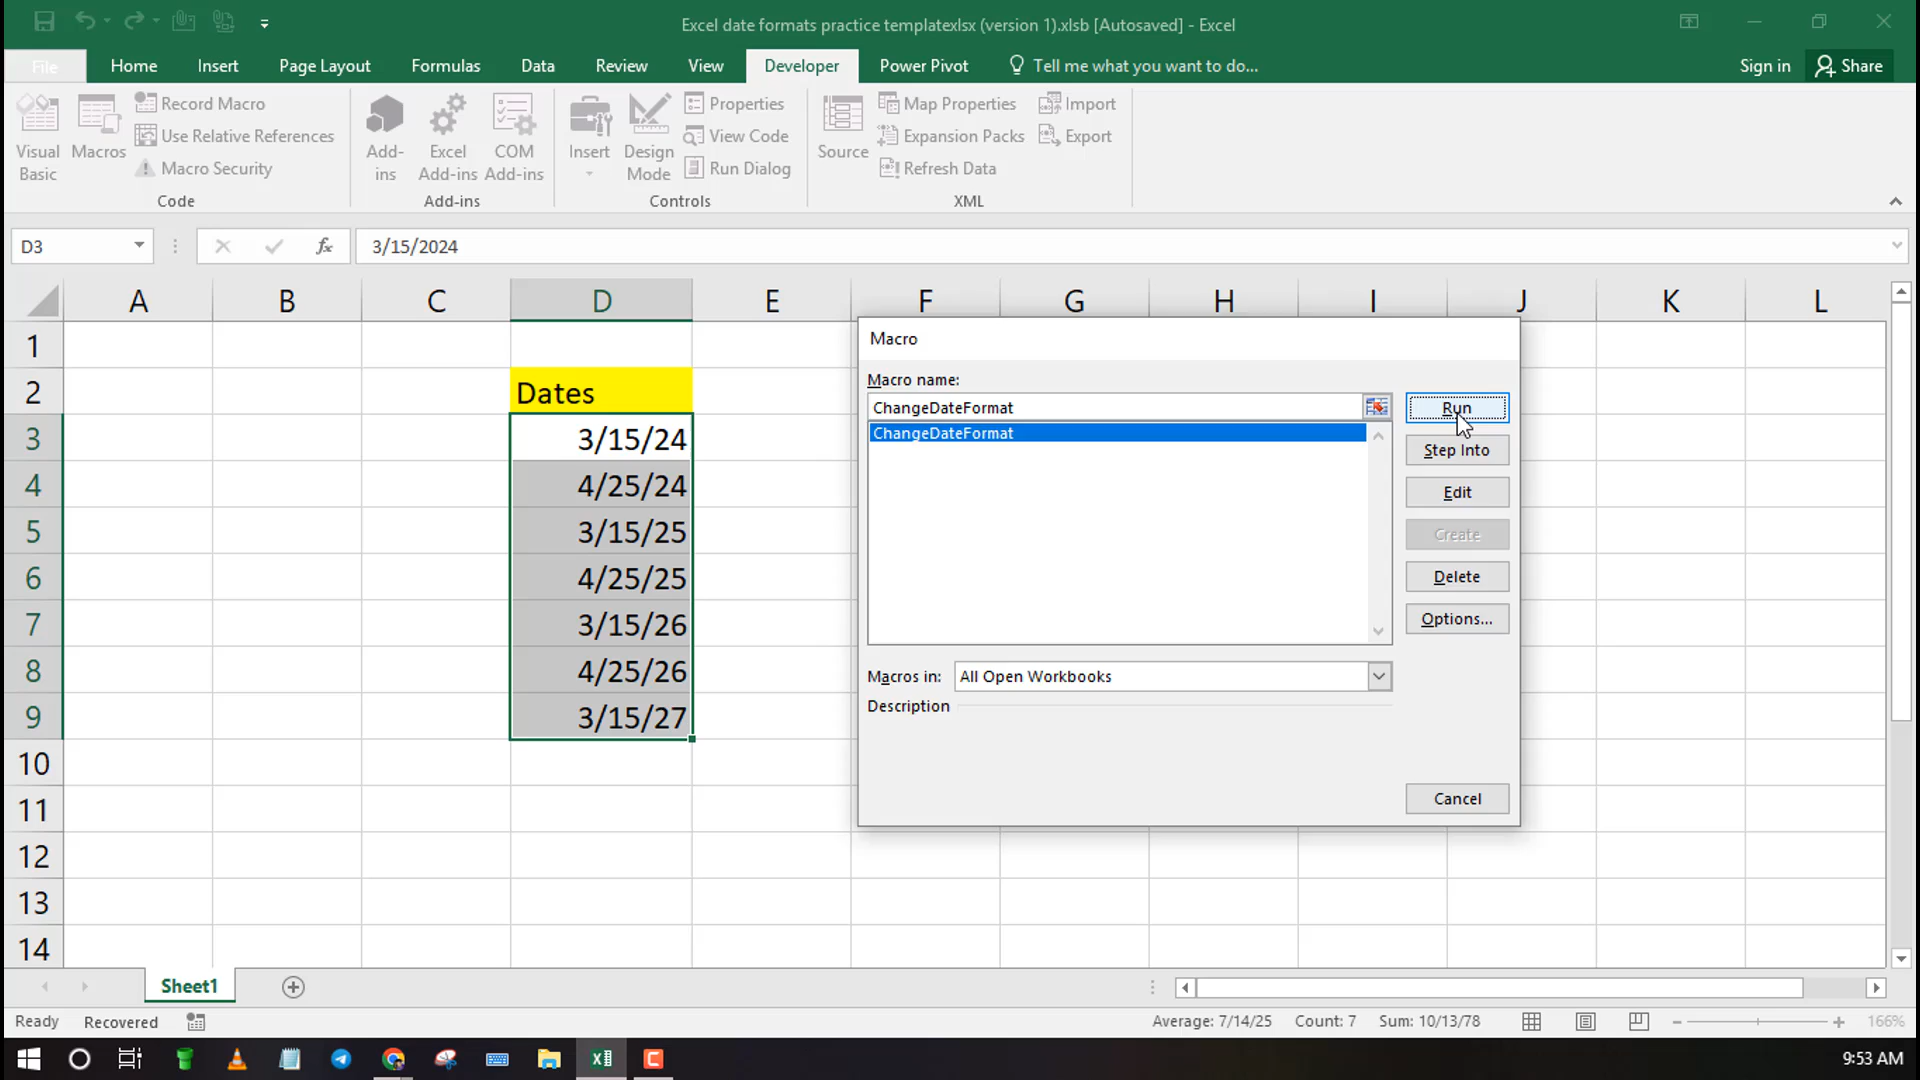 Excel date formats practice templatexlsx (version 1).xlsb [Autosaved] - Excel
File Home Insert Page Layout Formulas Data Review View Developer Power Pivot Tell me what you want to do... Sign in Share
Visual Basic
Macros
Record Macro
Use Relative References
Macro Security
Code
Add-ins
Excel Add-ins
COM Add-ins
Add-ins
Insert
Design Mode
Properties
View Code
Run Dialog
Controls
Source
Map Properties
Expansion Packs
Refresh Data
Import
Export
XML
D3 fx 3/15/2024
A B C D E F G H I J K L
1
2 Dates
3 3/15/24
4 4/25/24
5 3/15/25
6 4/25/25
7 3/15/26
8 4/25/26
9 3/15/27
10
11
12
13
14
Macro
Macro name:
ChangeDateFormat
ChangeDateFormat
Run
Step Into
Edit
Create
Delete
Options...
Macros in: All Open Workbooks
Description
Cancel
Sheet1
Ready Recovered Average: 7/14/25 Count: 7 Sum: 10/13/78 166%
9:53 AM